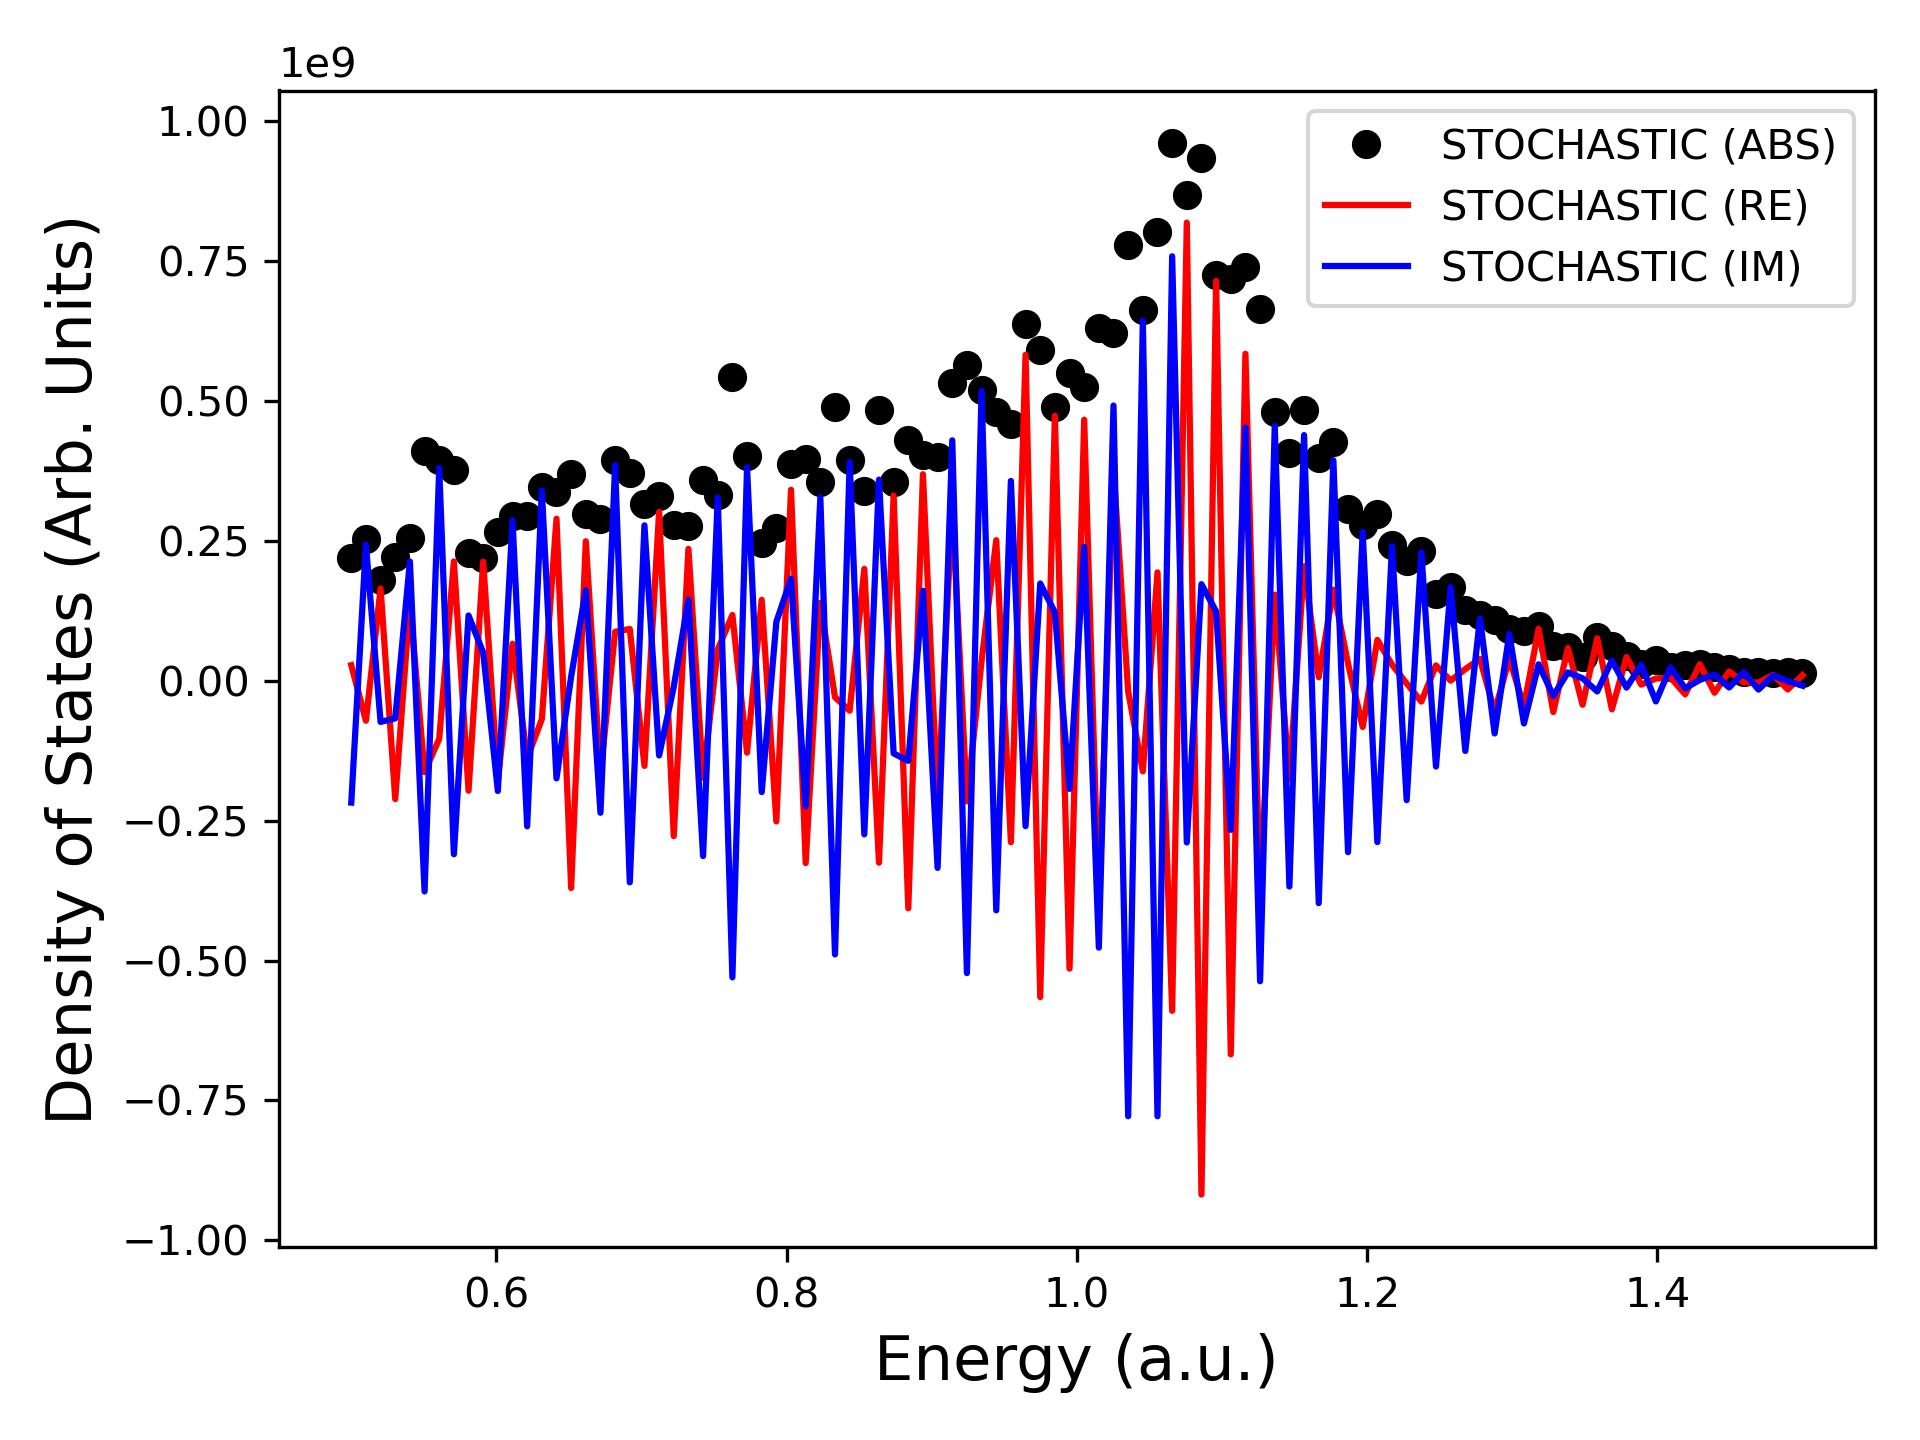 1e9
1.00
0.75
0.50
0.25
0.00
−0.25
−0.50
−0.75
−1.00
Density of States (Arb. Units)
STOCHASTIC (ABS)
STOCHASTIC (RE)
STOCHASTIC (IM)
0.6 0.8 1.0 1.2 1.4
Energy (a.u.)